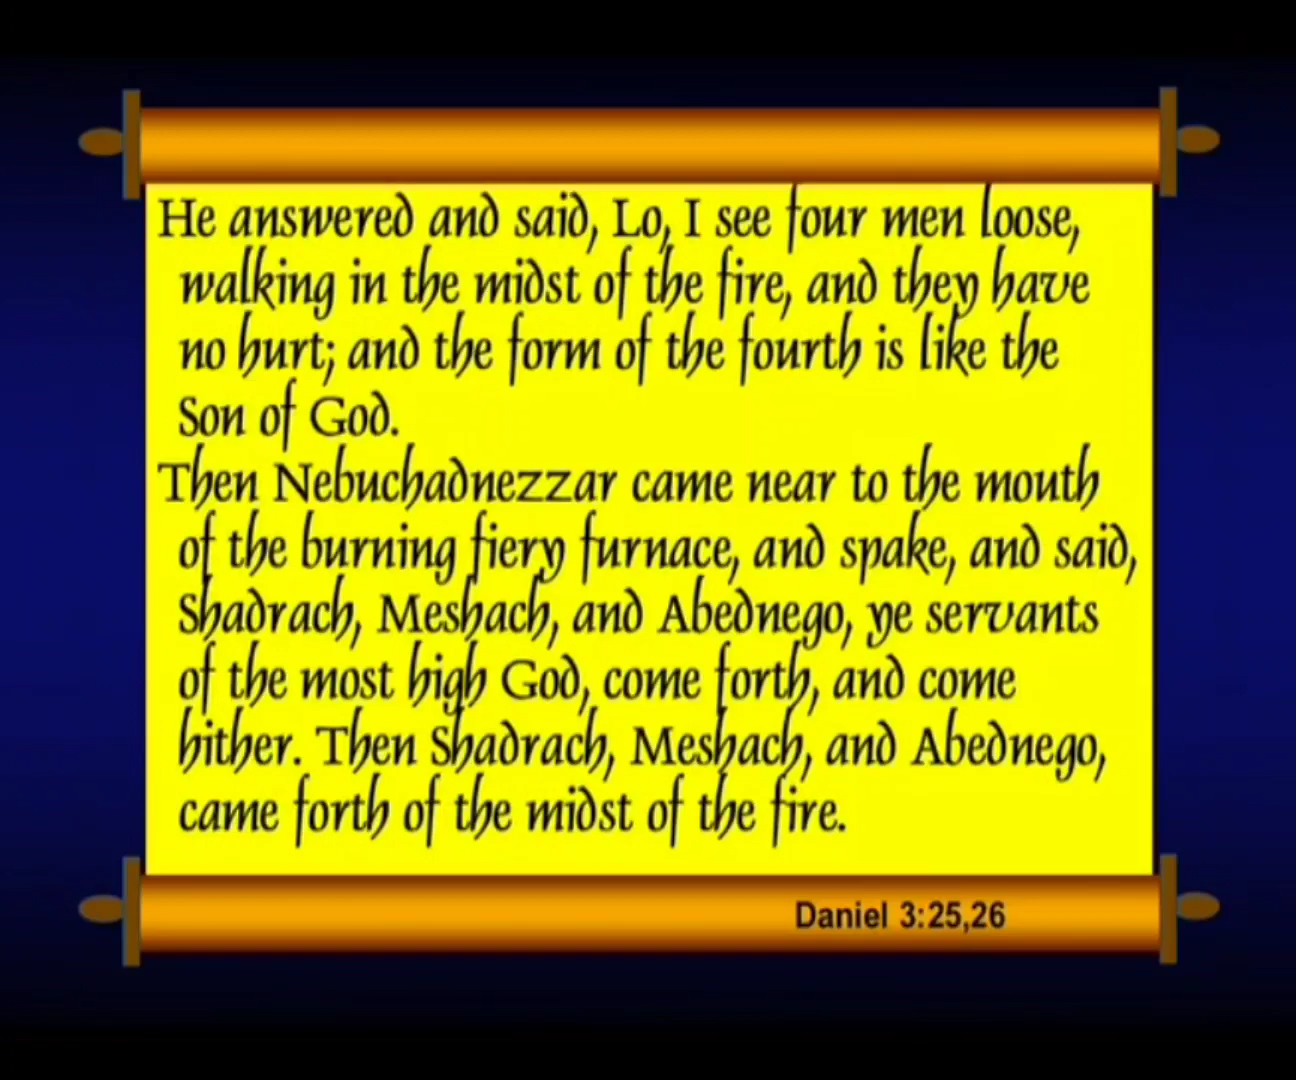 He answered and said, Lo, I see four men loose,
walking in the midst of the fire, and they have
no hurt; and the form of the fourth is like the
Son of God.
Then Nebuchadnezzar came near to the mouth
of the burning fiery furnace, and spake, and said,
Shadrach, Meshach, and Abednego, ye servants
of the most high God, come forth, and come
hither. Then Shadrach, Meshach, and Abednego,
came forth of the midst of the fire.
Daniel 3:25,26